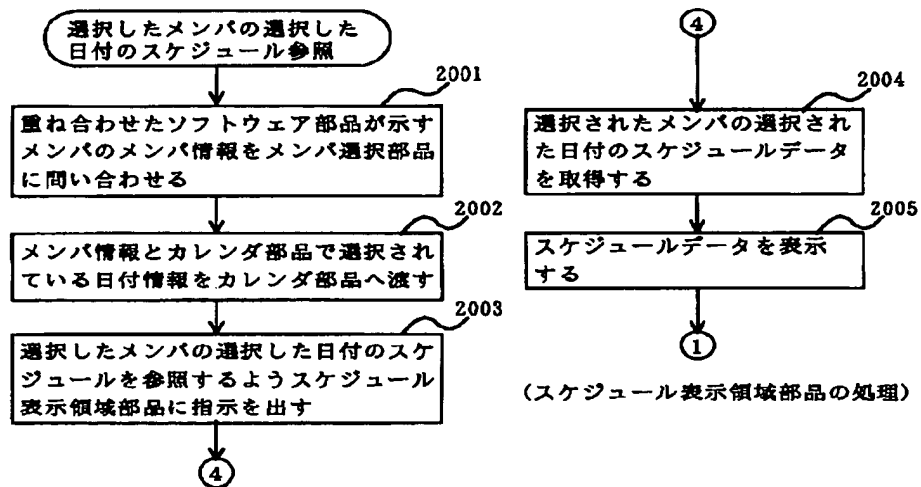 選択したメンバの選択した
日付のスケジュール参照
2001
重ね合わせたソフトウェア部品が示す
メンバのメンバ情報をメンバ選択部品
に問い合わせる
2002
メンバ情報とカレンダ部品で選択され
ている日付情報をカレンダ部品へ渡す
2003
選択したメンバの選択した日付のスケ
ジュールを参照するようスケジュール
表示領域部品に指示を出す
④
④
2004
選択されたメンバの選択され
た日付のスケジュールデータ
を取得する
2005
スケジュールデータを表示
する
①
(スケジュール表示領域部品の処理)